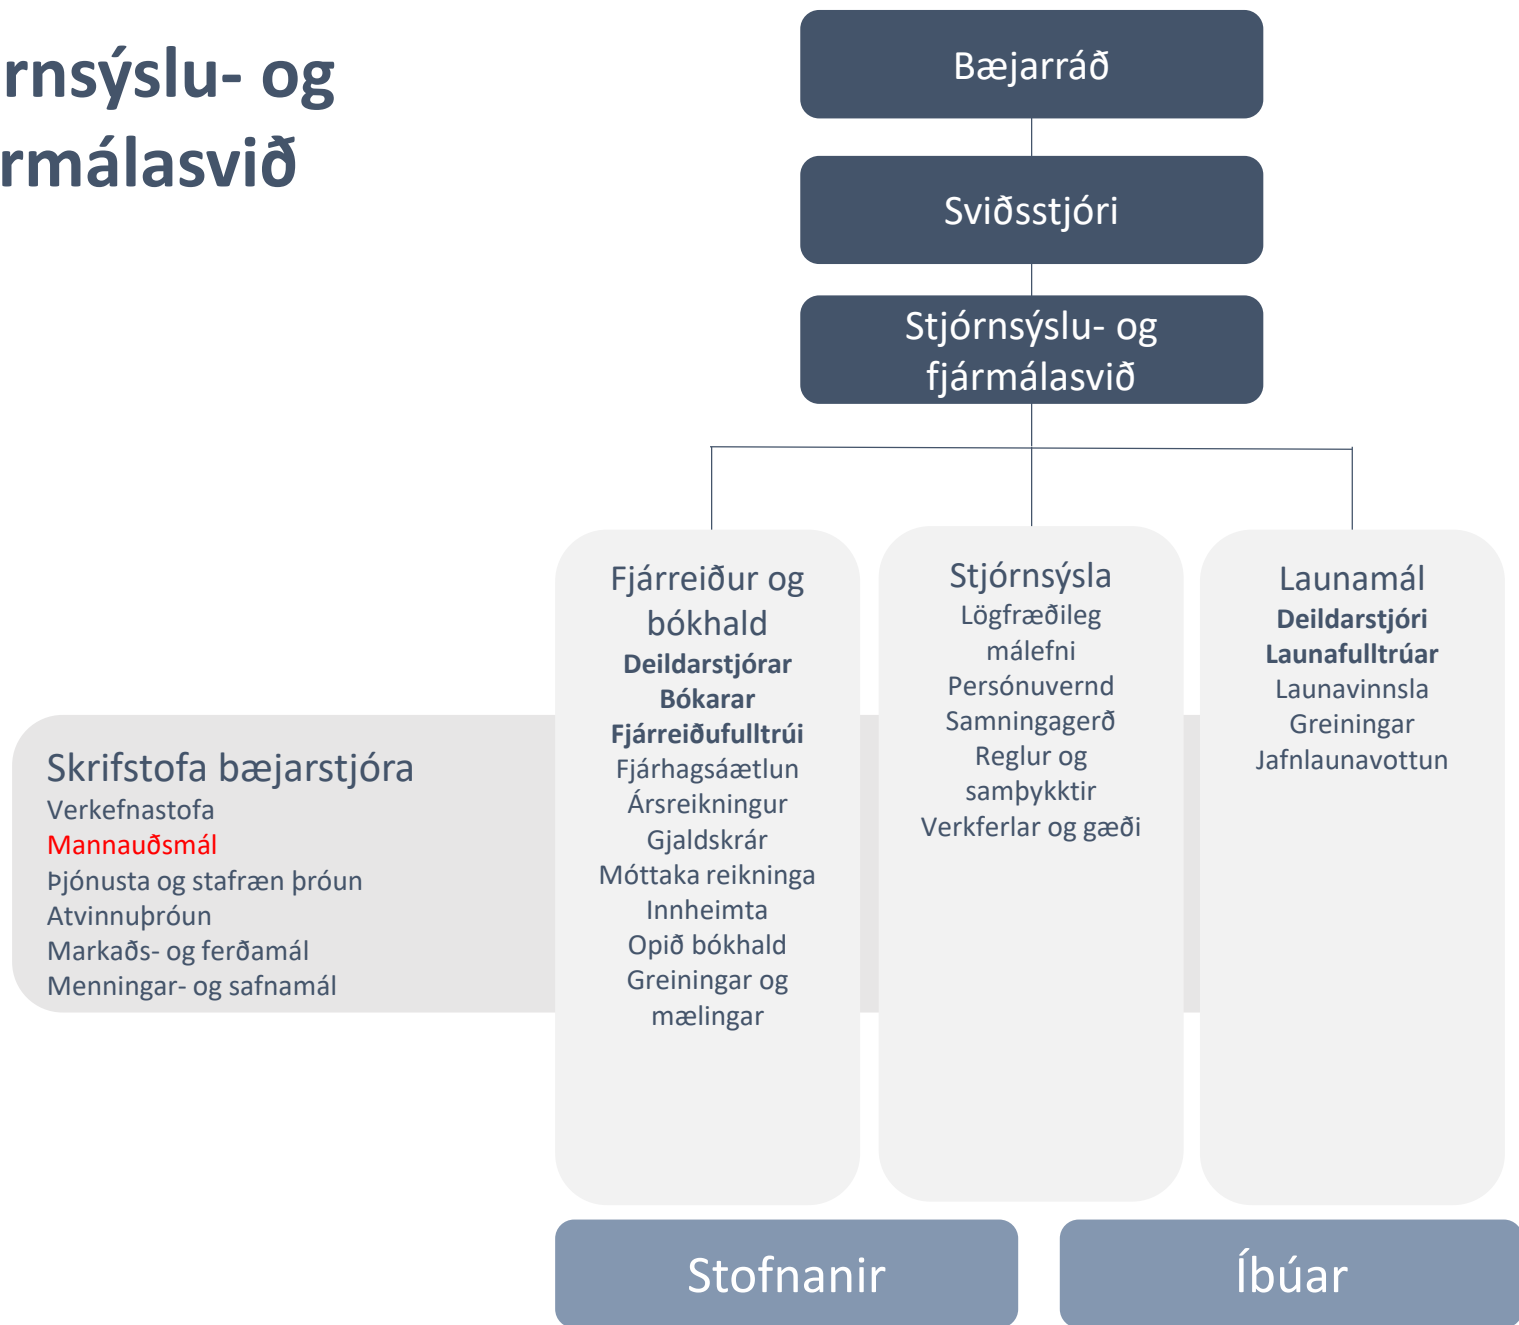 rnsýslu- og
rmálasvið
Bæjarráð
Sviðsstjóri
Stjórnsýslu- og
fjármálasvið
Skrifstofa bæjarstjóra
Verkefnastofa
Mannauðsmál
Þjónusta og stafræn þróun
Atvinnuþróun
Markaðs- og ferðamál
Menningar- og safnamál
Fjárreiður og
bókhald
Deildarstjórar
Bókarar
Fjárreiðufulltrúi
Fjárhagsáætlun
Ársreikningur
Gjaldskrár
Móttaka reikninga
Innheimta
Opið bókhald
Greiningar og
mælingar
Stjórnsýsla
Lögfræðileg
málefni
Persónuvernd
Samningagerð
Reglur og
samþykktir
Verkferlar og gæði
Launamál
Deildarstjóri
Launafulltrúar
Launavinnsla
Greiningar
Jafnlaunavottun
Stofnanir
Íbúar